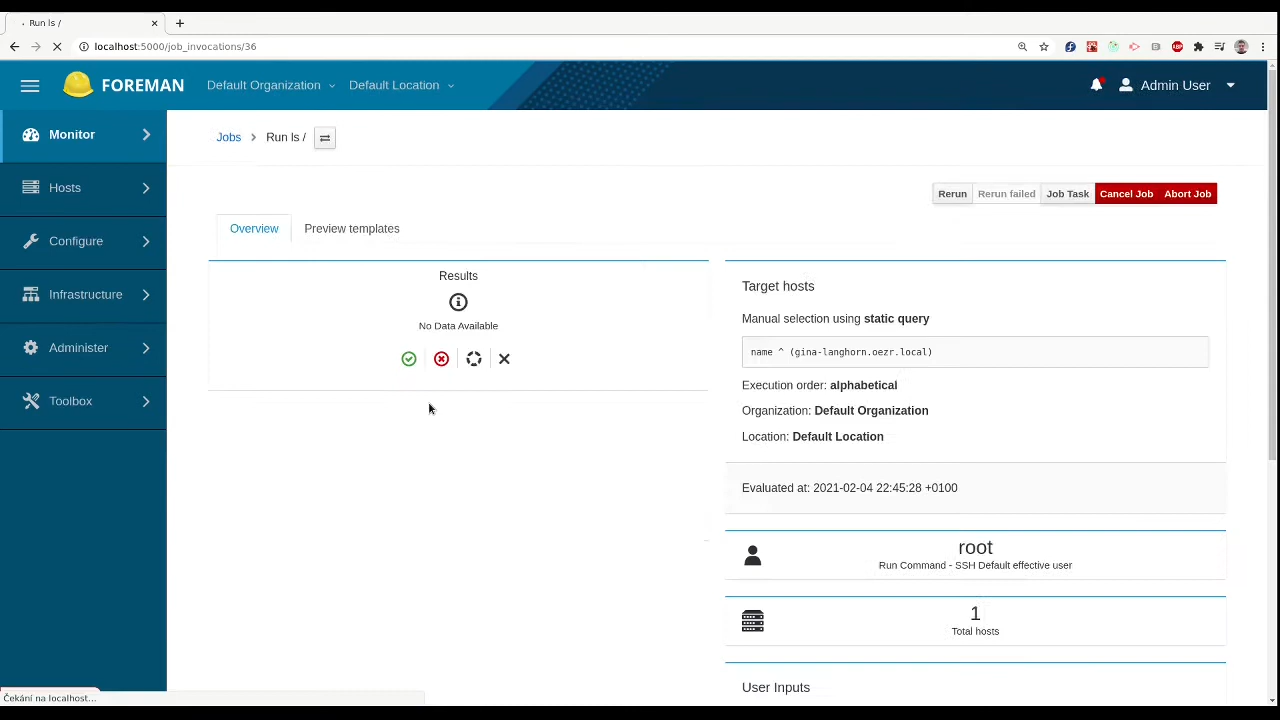 Run ls /
localhost:5000/job_invocations/36
FOREMAN
Default Organization
Default Location
Admin User
Monitor
Hosts
Configure
Infrastructure
Administer
Toolbox
Jobs
Run ls /
Rerun
Rerun failed
Job Task
Cancel Job
Abort Job
Overview
Preview templates
Results
No Data Available
Target hosts
Manual selection using static query
name ^ (gina-langhorn.oezr.local)
Execution order: alphabetical
Organization: Default Organization
Location: Default Location
Evaluated at: 2021-02-04 22:45:28 +0100
root
Run Command - SSH Default effective user
1
Total hosts
User Inputs
Čekání na localhost…